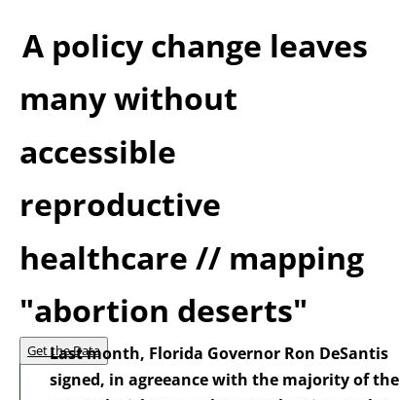 A policy change leaves
many without
accessible
reproductive
healthcare // mapping
"abortion deserts"
Get the Data
Last month, Florida Governor Ron DeSantis
signed, in agreeance with the majority of the